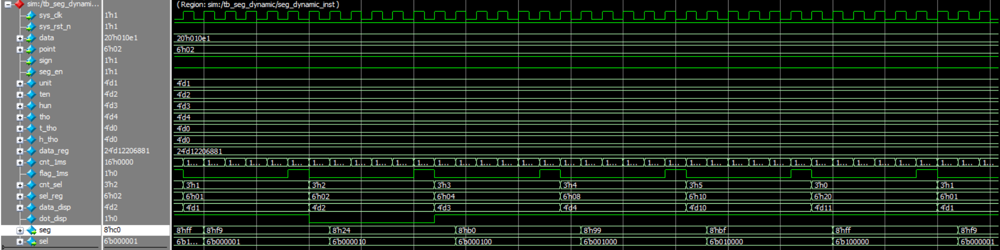 sim:/tb_seg_dynami... (Region: sim:/tb_seg_dynamic/seg_dynamic_inst )
sys_clk 1'h1
sys_rst_n 1'h1
data 20'h010e1 20'h010e1
point 6'h02 6'h02
sign 1'h1
seg_en 1'h1
unit 4'd1 4'd1
ten 4'd2 4'd2
hun 4'd3 4'd3
tho 4'd4 4'd4
t_tho 4'd0 4'd0
h_tho 4'd0 4'd0
data_reg 24'd12206881 24'd12206881
cnt_1ms 16'h0000 1... 1... 1... 1... 1... 1... 1... 1... 1... 1... 1... 1... 1... 1... 1... 1... 1... 1... 1... 1... 1... 1... 1... 1... 1... 1... 1... 1... 1... 1... 1... 1... 1... 1... 1... 1... 1... 1... 1...
flag_1ms 1'h0
cnt_sel 3'h2 3'h1 3'h2 3'h3 3'h4 3'h5 3'h0 3'h1
sel_reg 6'h02 6'h01 6'h02 6'h04 6'h08 6'h10 6'h20 6'h01
data_disp 4'd2 4'd1 4'd2 4'd3 4'd4 4'd10 4'd11 4'd1
dot_disp 1'h0
seg 8'hc0 8'hff 8'hf9 8'h24 8'hb0 8'h99 8'hbf 8'hff 8'hf9
sel 6'b000001 6'b1... 6'b000001 6'b000010 6'b000100 6'b001000 6'b010000 6'b100000 6'b000001